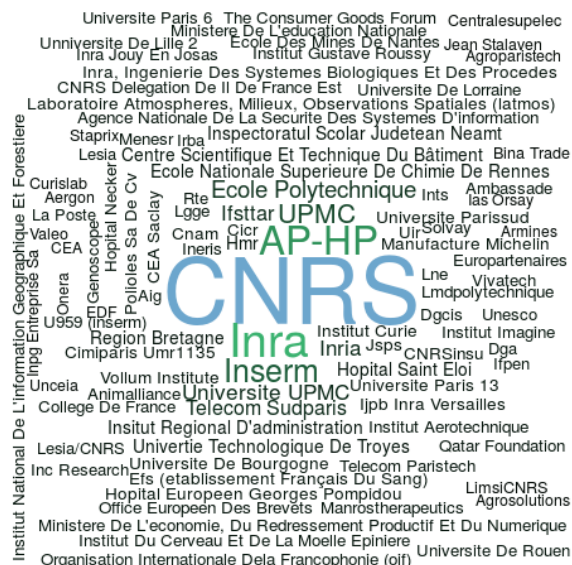 Universite Paris 6 The Consumer Goods Forum Centralesupelec
Ministere De L'education Nationale
Unniversite De Lille 2 Ecole Des Mines De Nantes Jean Stalaven
Inra Jouy En Josas Institut Gustave Roussy Agroparistech
Inra, Ingenierie Des Systemes Biologiques Et Des Procedes
CNRS Delegation De Il De France Est Universite De Lorraine
Laboratoire Atmospheres, Milieux, Observations Spatiales (latmos)
Agence Nationale De La Securite Des Systemes D'information
Staprix Menesr Irba Inspectoratul Scolar Judetean Neamt
Lesia Centre Scientifique Et Technique Du Bâtiment Bina Trade
Ecole Nationale Superieure De Chimie De Rennes
Curislab Ecole Polytechnique Ints Ambassade
Aergon Rte Ias Orsay
La Poste Lgge Ifsttar UPMC Universite Parissud
Valeo Cnam Cicr Uir Solvay Armines
CEA Ineris Hmr AP-HP Manufacture Michelin
Europartenaires
Institut National De L'information Geographique Et Forestiere
Inpg Entreprise Sa
Onera
Genoscope
Hopital Necker
Polioles Sa De Cv
CEA Saclay
CNRS
Lne Vivatech
Aig Lmdpolytechnique
EDF Dgcis Unesco
U959 (inserm)
Region Bretagne Inra Institut Curie Institut Imagine
Cimiparis Umr1135 Inria Jsps CNRSinsu Dga
Vollum Institute Inserm Hopital Saint Eloi Ifpen
Unceia Animalliance Universite UPMC Universite Paris 13
College De France Telecom Sudparis Ijpb Inra Versailles
Insitut Regional D'administration Institut Aerotechnique
Lesia/CNRS Univertie Technologique De Troyes Qatar Foundation
Inc Research Universite De Bourgogne Telecom Paristech
Efs (etablissement Français Du Sang)
Hopital Europeen Georges Pompidou LimsiCNRS
Office Europeen Des Brevets Manrostherapeutics Agrosolutions
Ministere De L'economie, Du Redressement Productif Et Du Numerique
Institut Du Cerveau Et De La Moelle Epiniere
Organisation Internationale Dela Francophonie (oif) Universite De Rouen